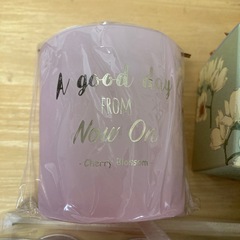 A good day
FROM
Now On
- Cherry Blossom -